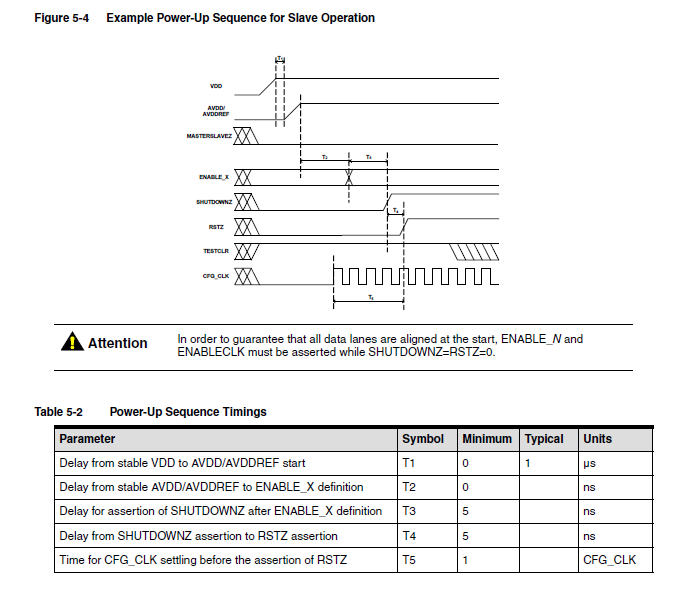 Figure 5-4 Example Power-Up Sequence for Slave Operation
T1
VDD
AVDD/
AVDDREF
MASTERSLAVEZ
T2 T3
ENABLE_X
SHUTDOWNZ
T4
RSTZ
TESTCLR
CFG_CLK
Attention In order to guarantee that all data lanes are aligned at the start, ENABLE_N and
ENABLECLK must be asserted while SHUTDOWNZ=RSTZ=0.
Table 5-2 Power-Up Sequence Timings
Parameter Symbol Minimum Typical Units
Delay from stable VDD to AVDD/AVDDREF start T1 0 1 µs
Delay from stable AVDD/AVDDREF to ENABLE_X definition T2 0 ns
Delay for assertion of SHUTDOWNZ after ENABLE_X definition T3 5 ns
Delay from SHUTDOWNZ assertion to RSTZ assertion T4 5 ns
Time for CFG_CLK settling before the assertion of RSTZ T5 1 CFG_CLK